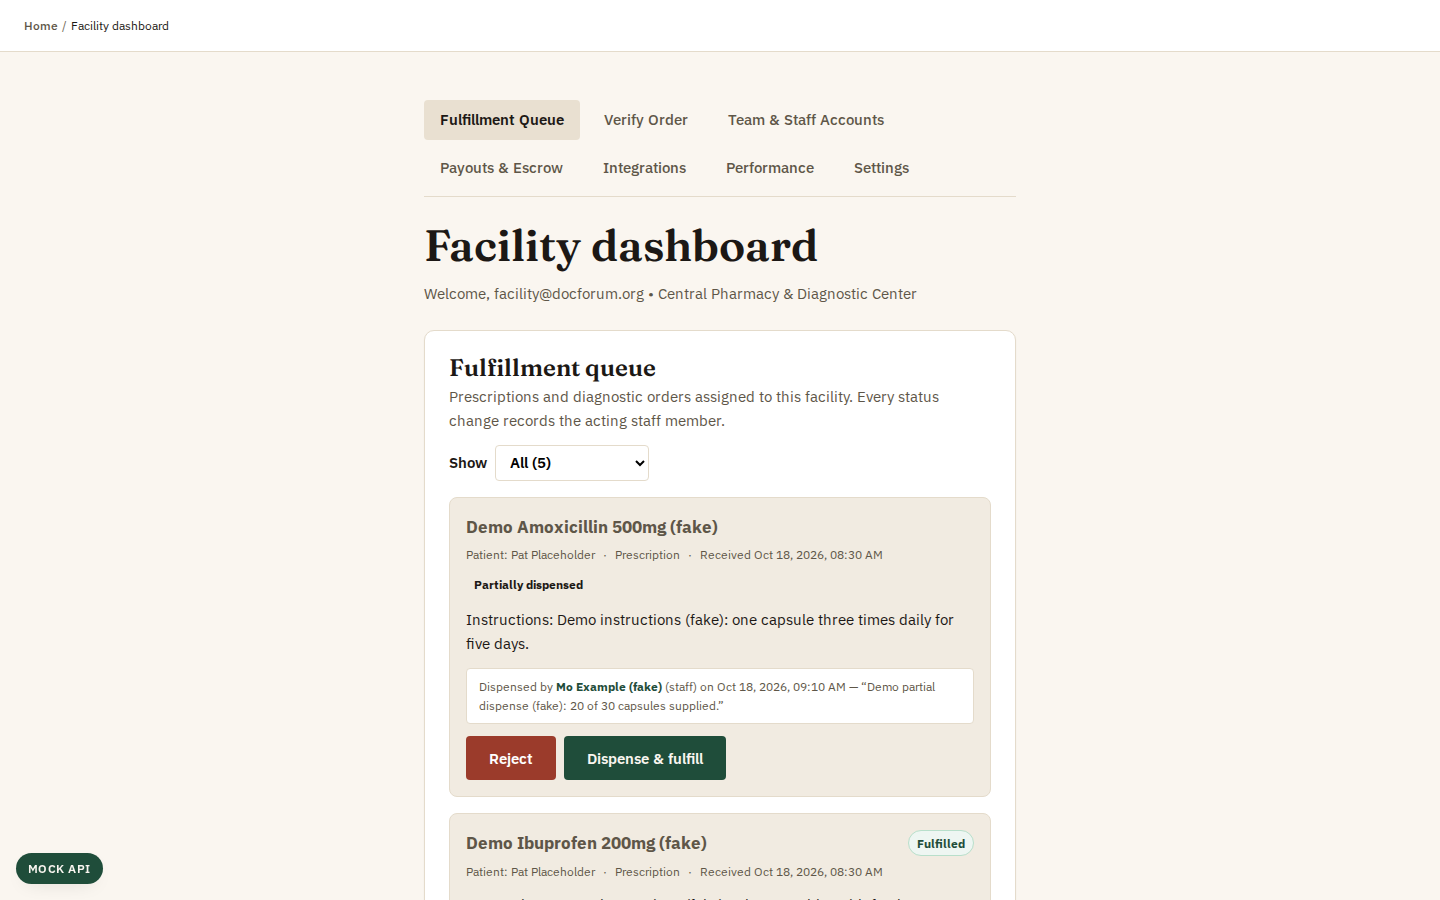 Home / Facility dashboard
Fulfillment Queue
Verify Order
Team & Staff Accounts
Payouts & Escrow
Integrations
Performance
Settings
Facility dashboard
Welcome, facility@docforum.org • Central Pharmacy & Diagnostic Center
Fulfillment queue
Prescriptions and diagnostic orders assigned to this facility. Every status
change records the acting staff member.
Show All (5)
Demo Amoxicillin 500mg (fake)
Patient: Pat Placeholder · Prescription · Received Oct 18, 2026, 08:30 AM
Partially dispensed
Instructions: Demo instructions (fake): one capsule three times daily for
five days.
Dispensed by Mo Example (fake) (staff) on Oct 18, 2026, 09:10 AM — “Demo partial
dispense (fake): 20 of 30 capsules supplied.”
Reject
Dispense & fulfill
Demo Ibuprofen 200mg (fake)
Fulfilled
Patient: Pat Placeholder · Prescription · Received Oct 18, 2026, 08:30 AM
MOCK API